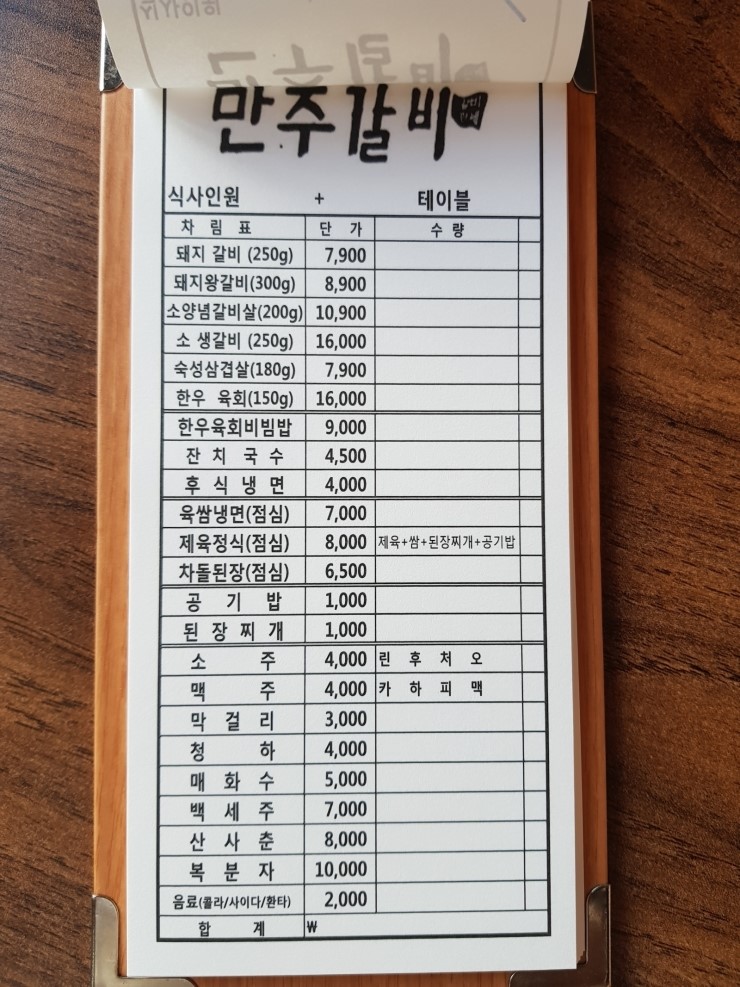 만주갈비
식사인원 + 테이블
차 림 표 단 가 수 량
돼지 갈비 (250g) 7,900
돼지왕갈비(300g) 8,900
소양념갈비살(200g) 10,900
소 생갈비 (250g) 16,000
숙성삼겹살(180g) 7,900
한우 육회(150g) 16,000
한우육회비빔밥 9,000
잔 치 국 수 4,500
후 식 냉 면 4,000
육쌈냉면(점심) 7,000
제육정식(점심) 8,000 제육+쌈+된장찌개+공기밥
차돌된장(점심) 6,500
공 기 밥 1,000
된 장 찌 개 1,000
소 주 4,000 린 후 처 오
맥 주 4,000 카 하 피 맥
막 걸 리 3,000
청 하 4,000
매 화 수 5,000
백 세 주 7,000
산 사 춘 8,000
복 분 자 10,000
음료(콜라/사이다/환타) 2,000
합 계 ₩